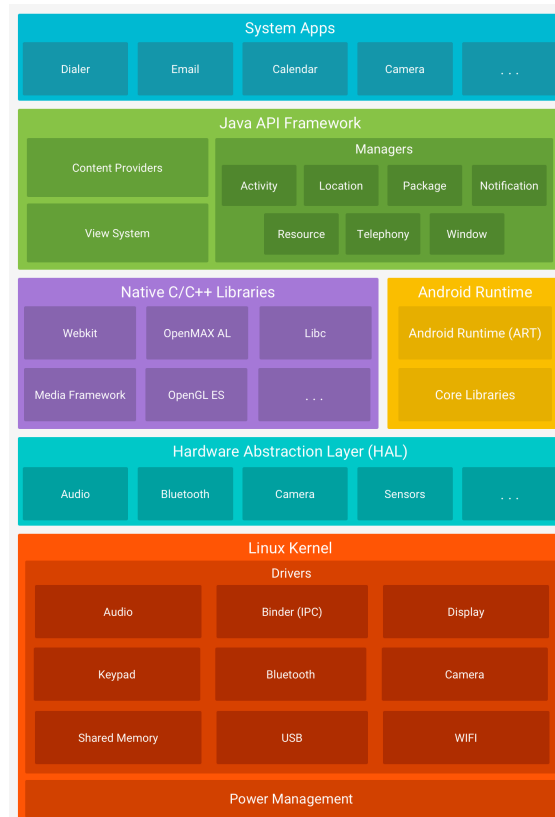 System Apps
Dialer
Email
Calendar
Camera
. . .
Java API Framework
Content Providers
View System
Managers
Activity
Location
Package
Notification
Resource
Telephony
Window
Native C/C++ Libraries
Webkit
OpenMAX AL
Libc
Media Framework
OpenGL ES
. . .
Android Runtime
Android Runtime (ART)
Core Libraries
Hardware Abstraction Layer (HAL)
Audio
Bluetooth
Camera
Sensors
. . .
Linux Kernel
Drivers
Audio
Binder (IPC)
Display
Keypad
Bluetooth
Camera
Shared Memory
USB
WIFI
Power Management